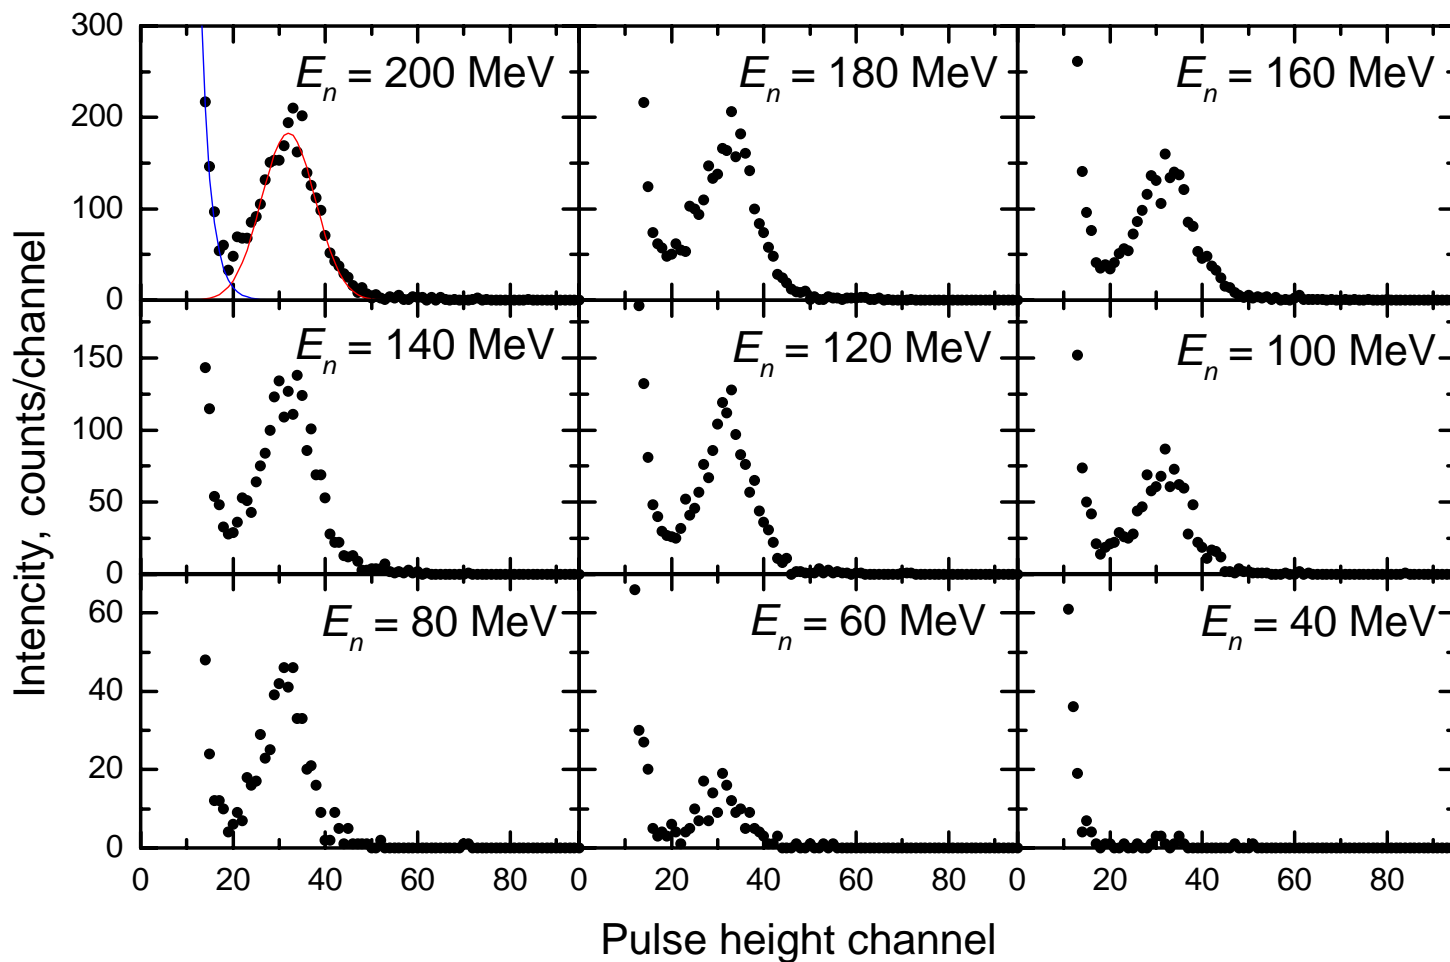 300
200
100
0
E_n = 200 MeV
E_n = 180 MeV
E_n = 160 MeV
150
100
50
0
E_n = 140 MeV
E_n = 120 MeV
E_n = 100 MeV
60
40
20
0
E_n = 80 MeV
E_n = 60 MeV
E_n = 40 MeV
0 20 40 60 80 0 20 40 60 80 0 20 40 60 80
Pulse height channel
Intencity, counts/channel